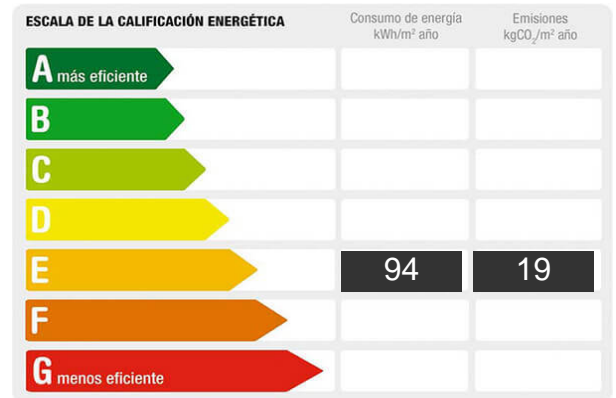 ESCALA DE LA CALIFICACIÓN ENERGÉTICA
Consumo de energía
kWh/m² año
Emisiones
kgCO₂/m² año
A más eficiente
B
C
D
E 94 19
F
G menos eficiente